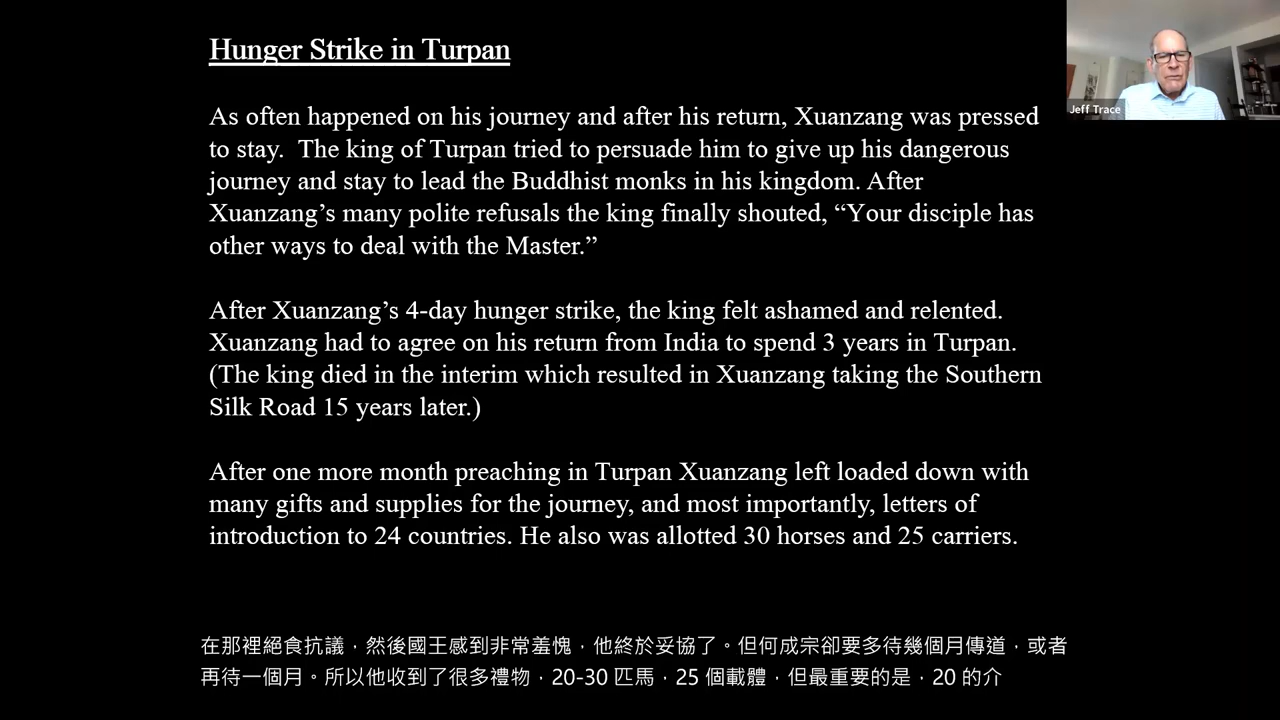 Hunger Strike in Turpan
Jeff Trace
As often happened on his journey and after his return, Xuanzang was pressed
to stay.  The king of Turpan tried to persuade him to give up his dangerous
journey and stay to lead the Buddhist monks in his kingdom. After
Xuanzang’s many polite refusals the king finally shouted, “Your disciple has
other ways to deal with the Master.”
After Xuanzang’s 4-day hunger strike, the king felt ashamed and relented.
Xuanzang had to agree on his return from India to spend 3 years in Turpan.
(The king died in the interim which resulted in Xuanzang taking the Southern
Silk Road 15 years later.)
After one more month preaching in Turpan Xuanzang left loaded down with
many gifts and supplies for the journey, and most importantly, letters of
introduction to 24 countries. He also was allotted 30 horses and 25 carriers.
在那裡絕食抗議，然後國王感到非常羞愧，他終於妥協了。但何成宗卻要多待幾個月傳道，或者
再待一個月。所以他收到了很多禮物，20-30 匹馬，25 個載體，但最重要的是，20 的介